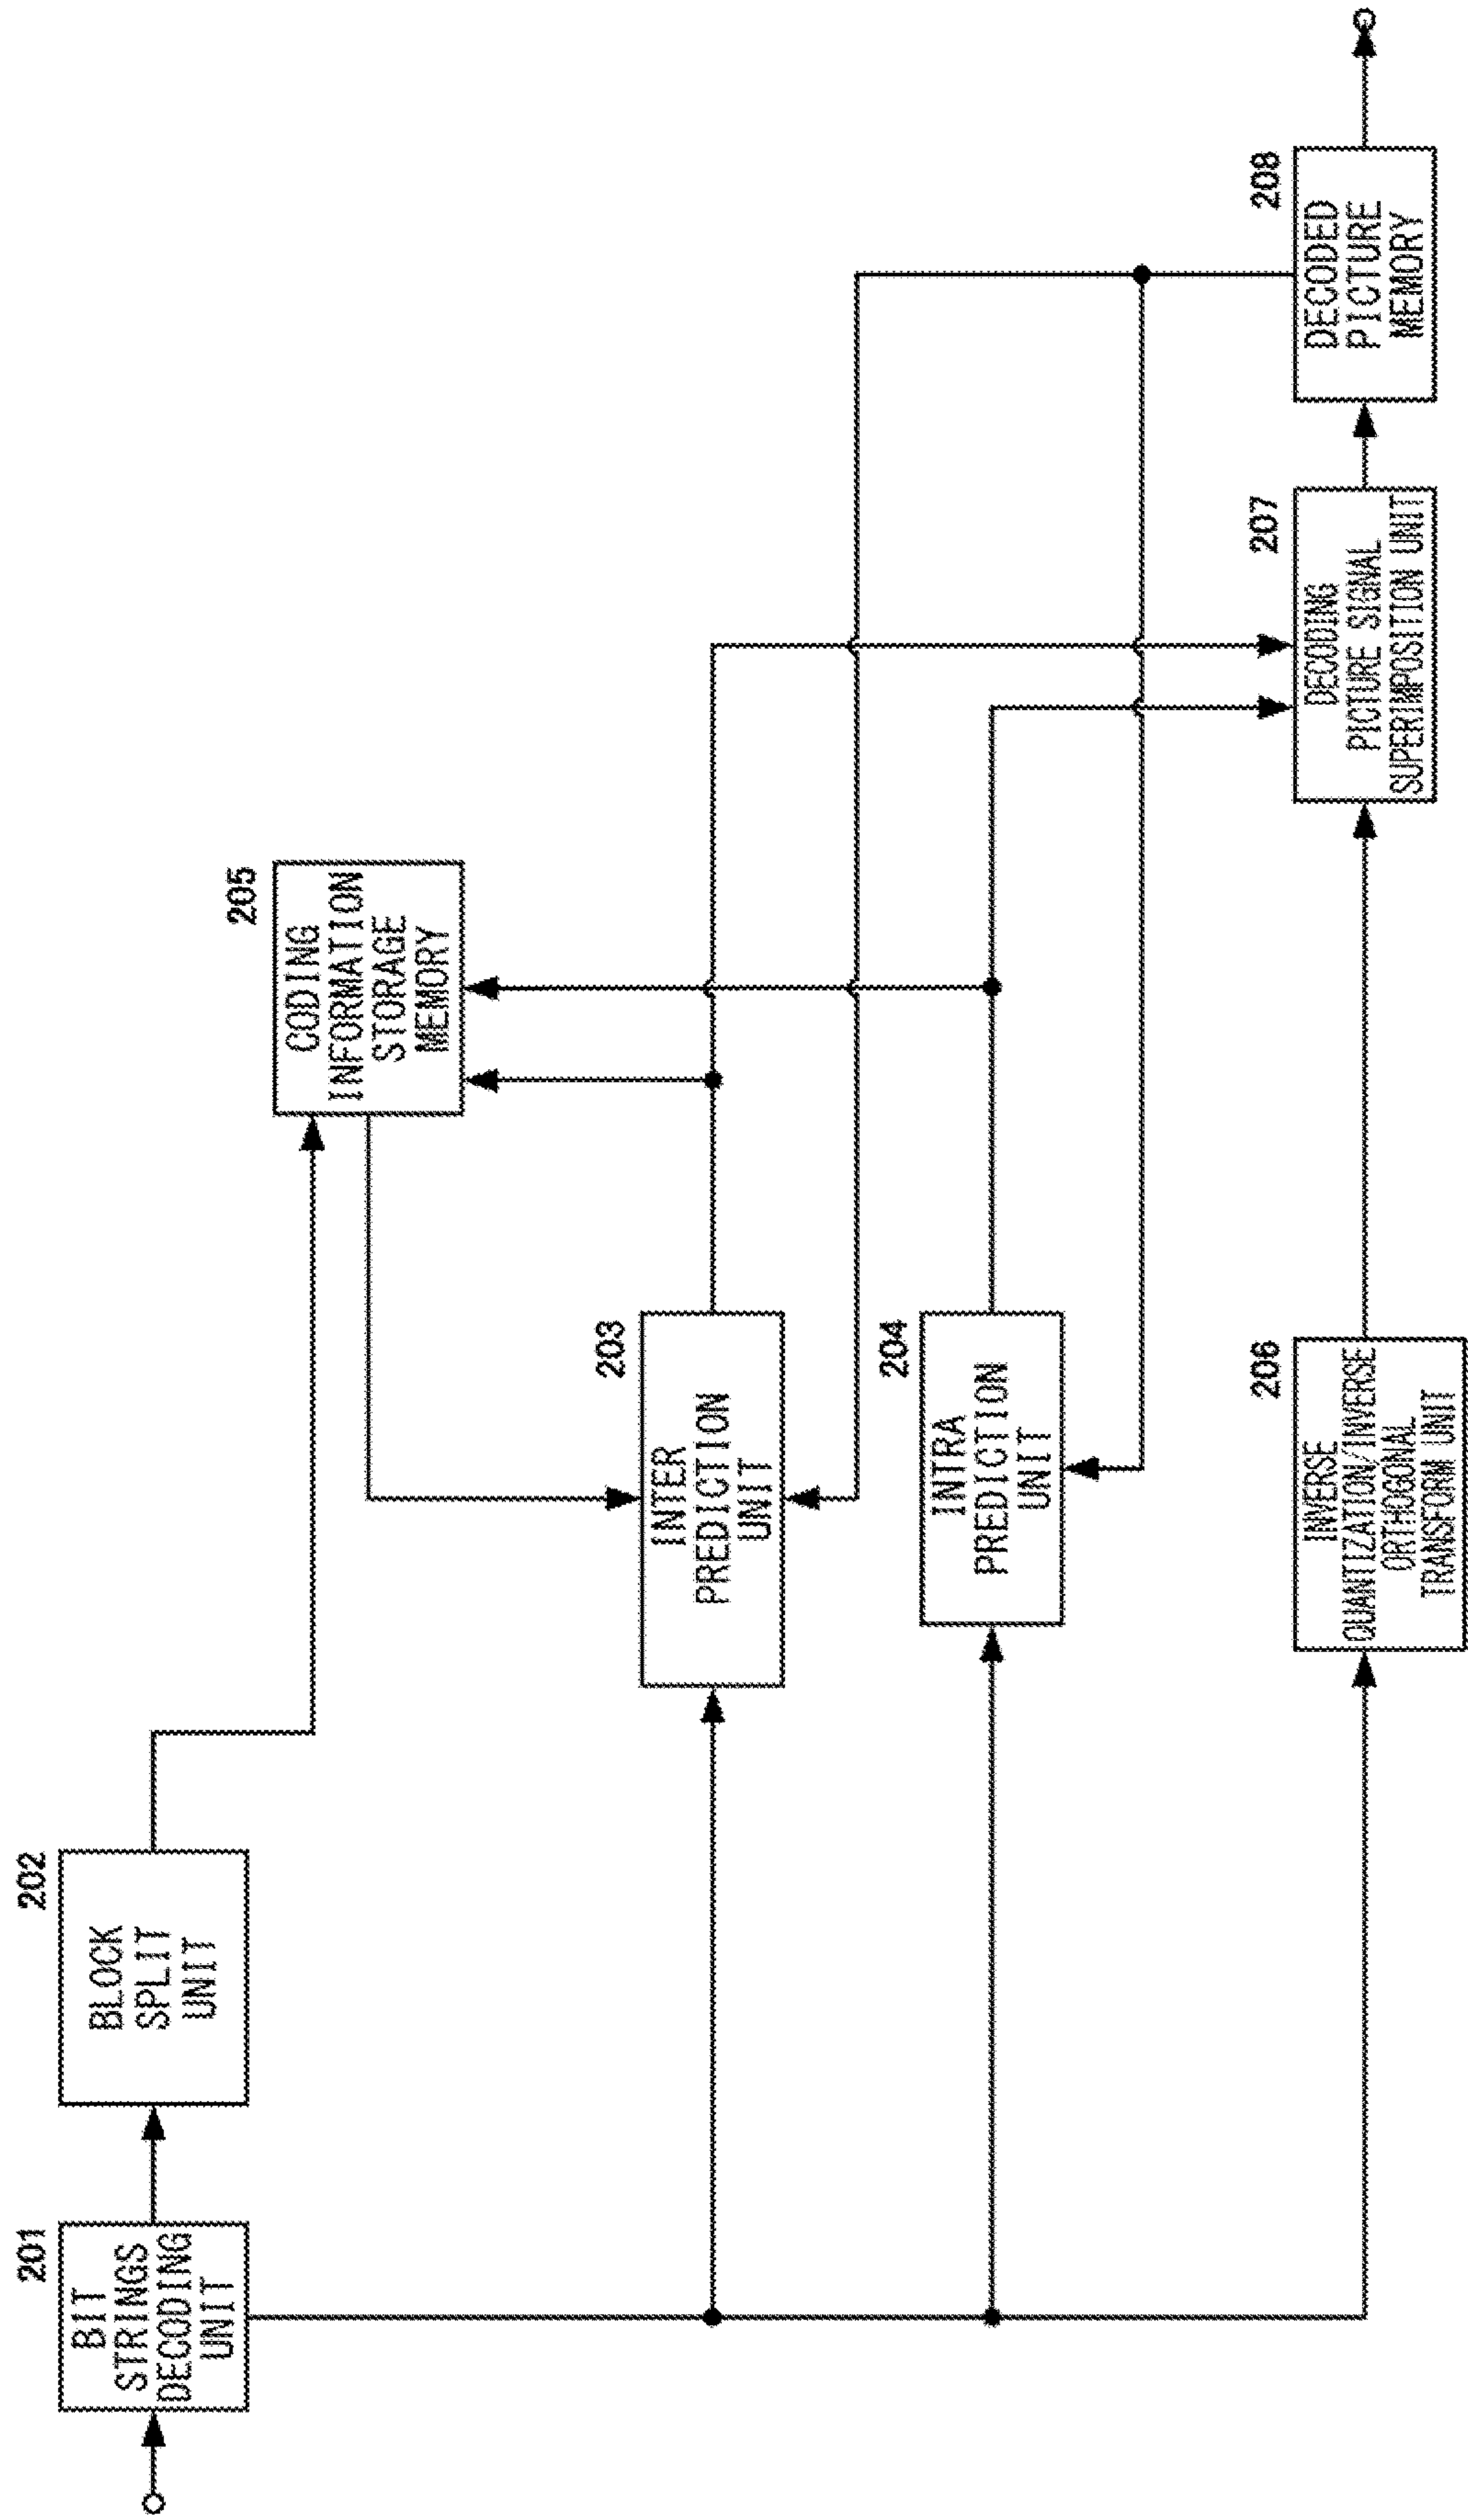 201
BIT
STRINGS
DECODING
UNIT
202
BLOCK
SPLIT
UNIT
205
CODING
INFORMATION
STORAGE
MEMORY
203
INTER
PREDICTION
UNIT
204
INTRA
PREDICTION
UNIT
206
INVERSE
QUANTIZATION/INVERSE
ORTHOGONAL
TRANSFORM UNIT
207
DECODING
PICTURE SIGNAL
SUPERIMPOSITION UNIT
208
DECODED
PICTURE
MEMORY